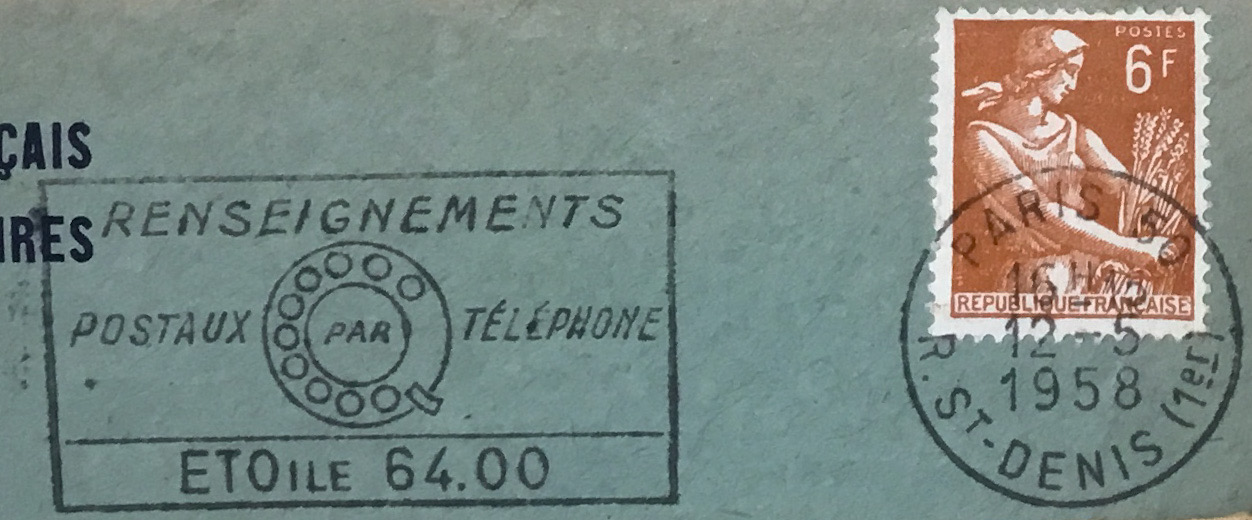 ÇAIS
IRES
RENSEIGNEMENTS
POSTAUX PAR TÉLÉPHONE
ETOILE 64.00
POSTES
6F
REPUBLIQUE FRANÇAISE
PARIS 50
12 - 5
1958
R. ST-DENIS (1er)